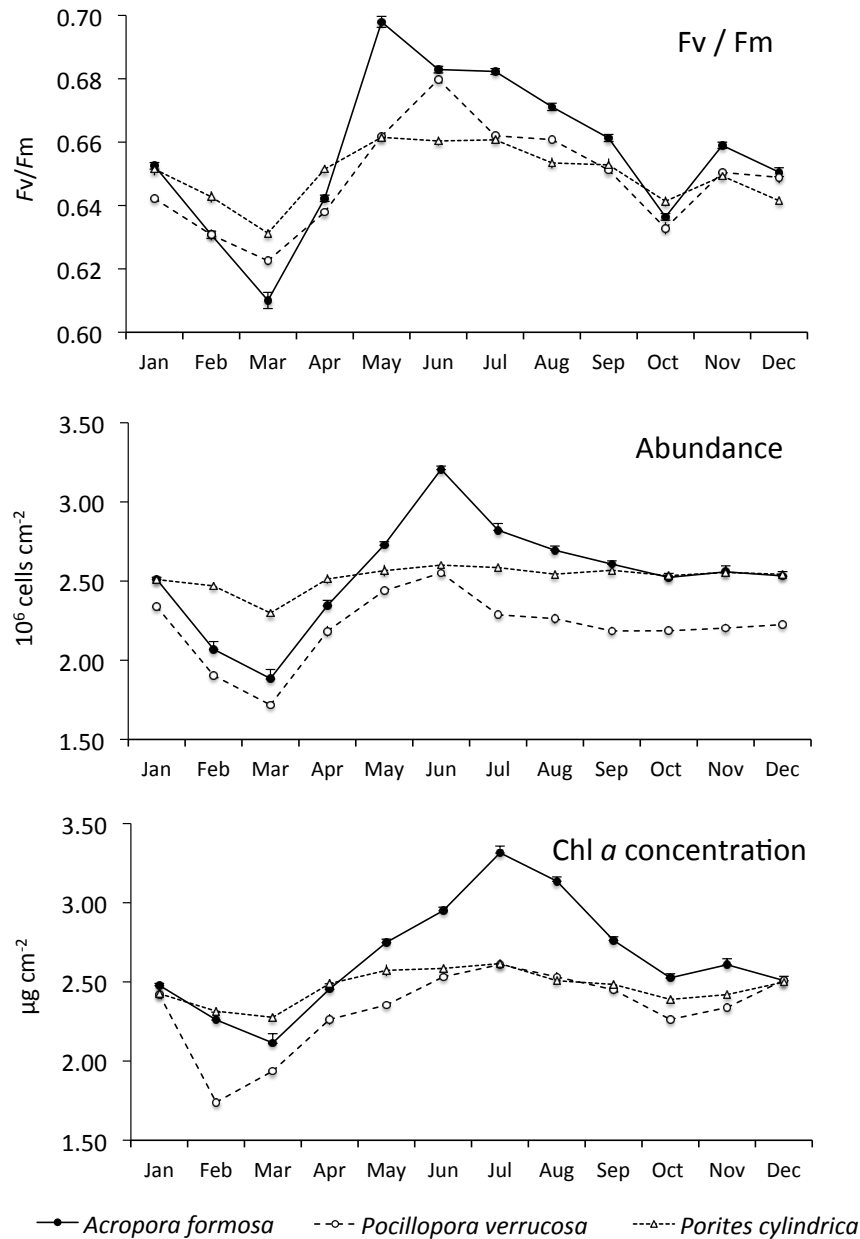 Fv / Fm
Fv/Fm
0.70
0.68
0.66
0.64
0.62
0.60
Jan Feb Mar Apr May Jun Jul Aug Sep Oct Nov Dec
Abundance
10⁶ cells cm⁻²
3.50
3.00
2.50
2.00
1.50
Jan Feb Mar Apr May Jun Jul Aug Sep Oct Nov Dec
Chl a concentration
µg cm⁻²
3.50
3.00
2.50
2.00
1.50
Jan Feb Mar Apr May Jun Jul Aug Sep Oct Nov Dec
Acropora formosa Pocillopora verrucosa Porites cylindrica